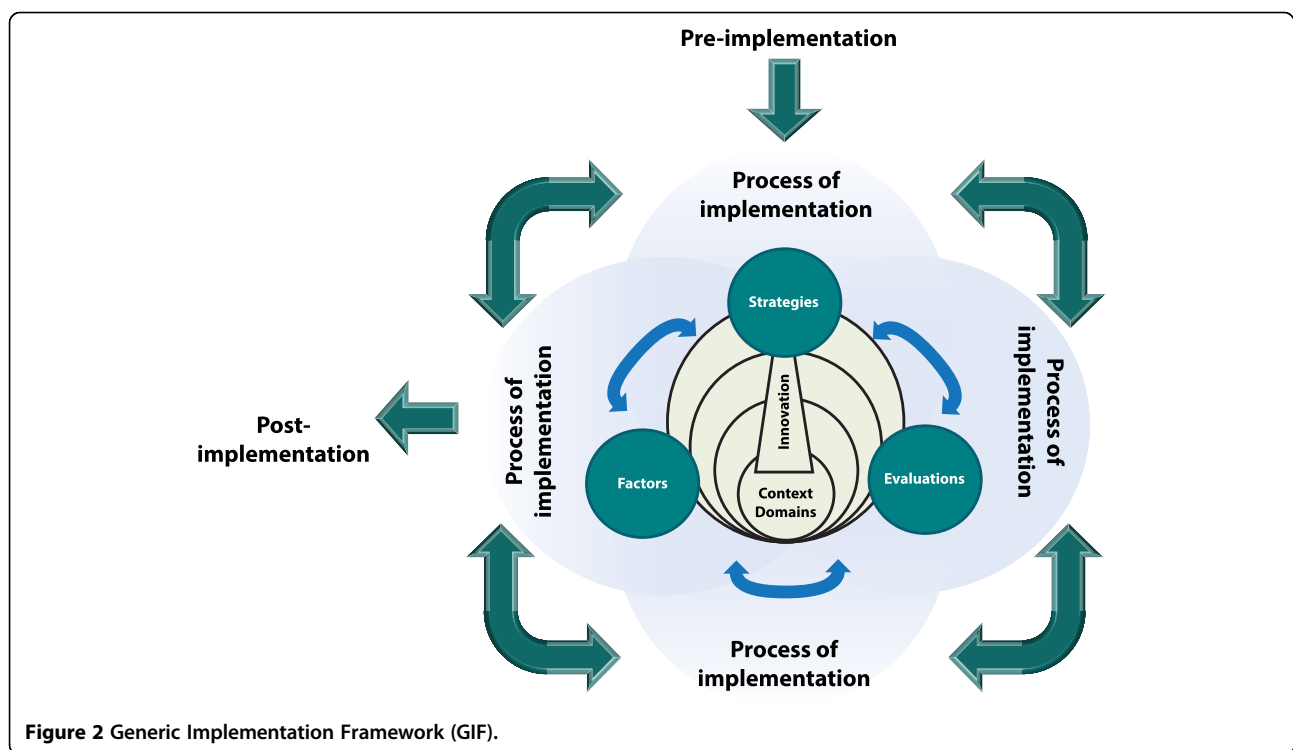 Pre-implementation
Process of
implementation
Strategies
Process of
implementation
Innovation
Process of
implementation
Post-
implementation
Factors
Evaluations
Context
Domains
Process of
implementation
Figure 2 Generic Implementation Framework (GIF).